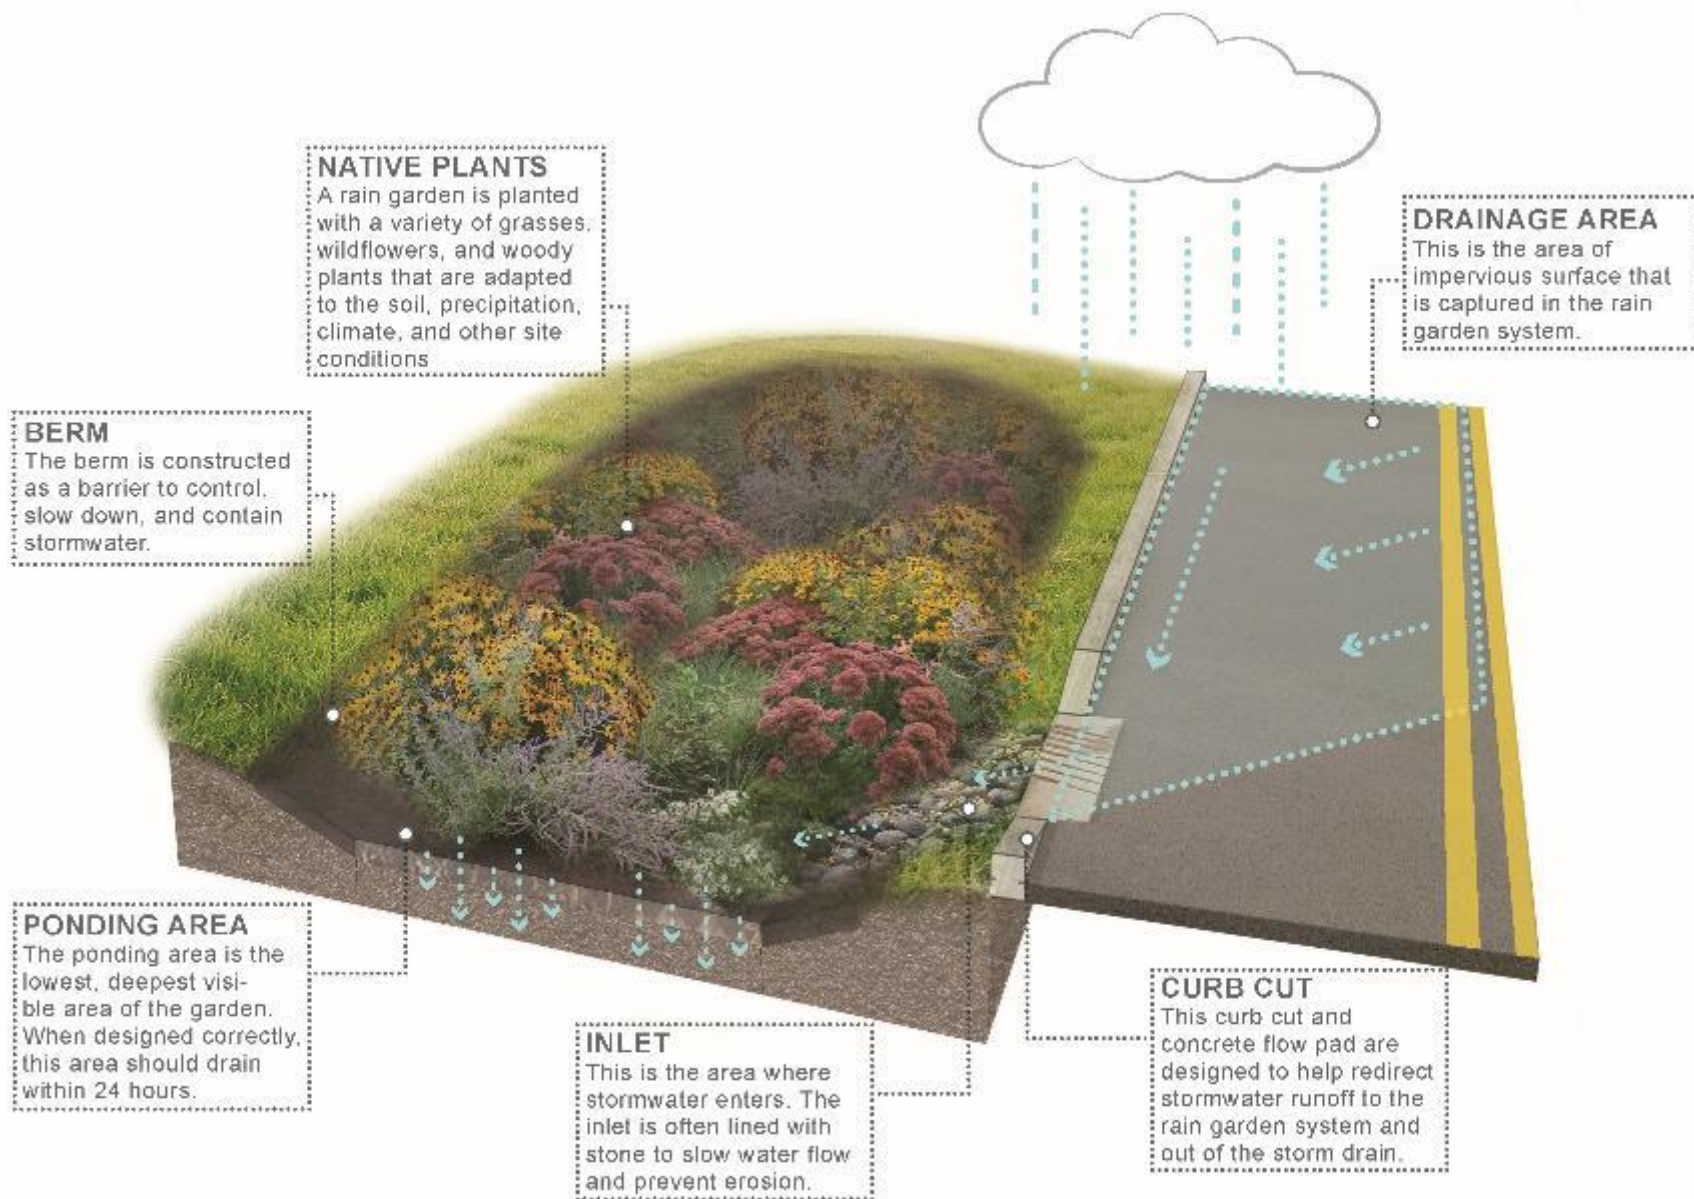 NATIVE PLANTS
A rain garden is planted
with a variety of grasses,
wildflowers, and woody
plants that are adapted
to the soil, precipitation,
climate, and other site
conditions
DRAINAGE AREA
This is the area of
impervious surface that
is captured in the rain
garden system.
BERM
The berm is constructed
as a barrier to control,
slow down, and contain
stormwater.
PONDING AREA
The ponding area is the
lowest, deepest visi-
ble area of the garden.
When designed correctly,
this area should drain
within 24 hours.
INLET
This is the area where
stormwater enters. The
inlet is often lined with
stone to slow water flow
and prevent erosion.
CURB CUT
This curb cut and
concrete flow pad are
designed to help redirect
stormwater runoff to the
rain garden system and
out of the storm drain.